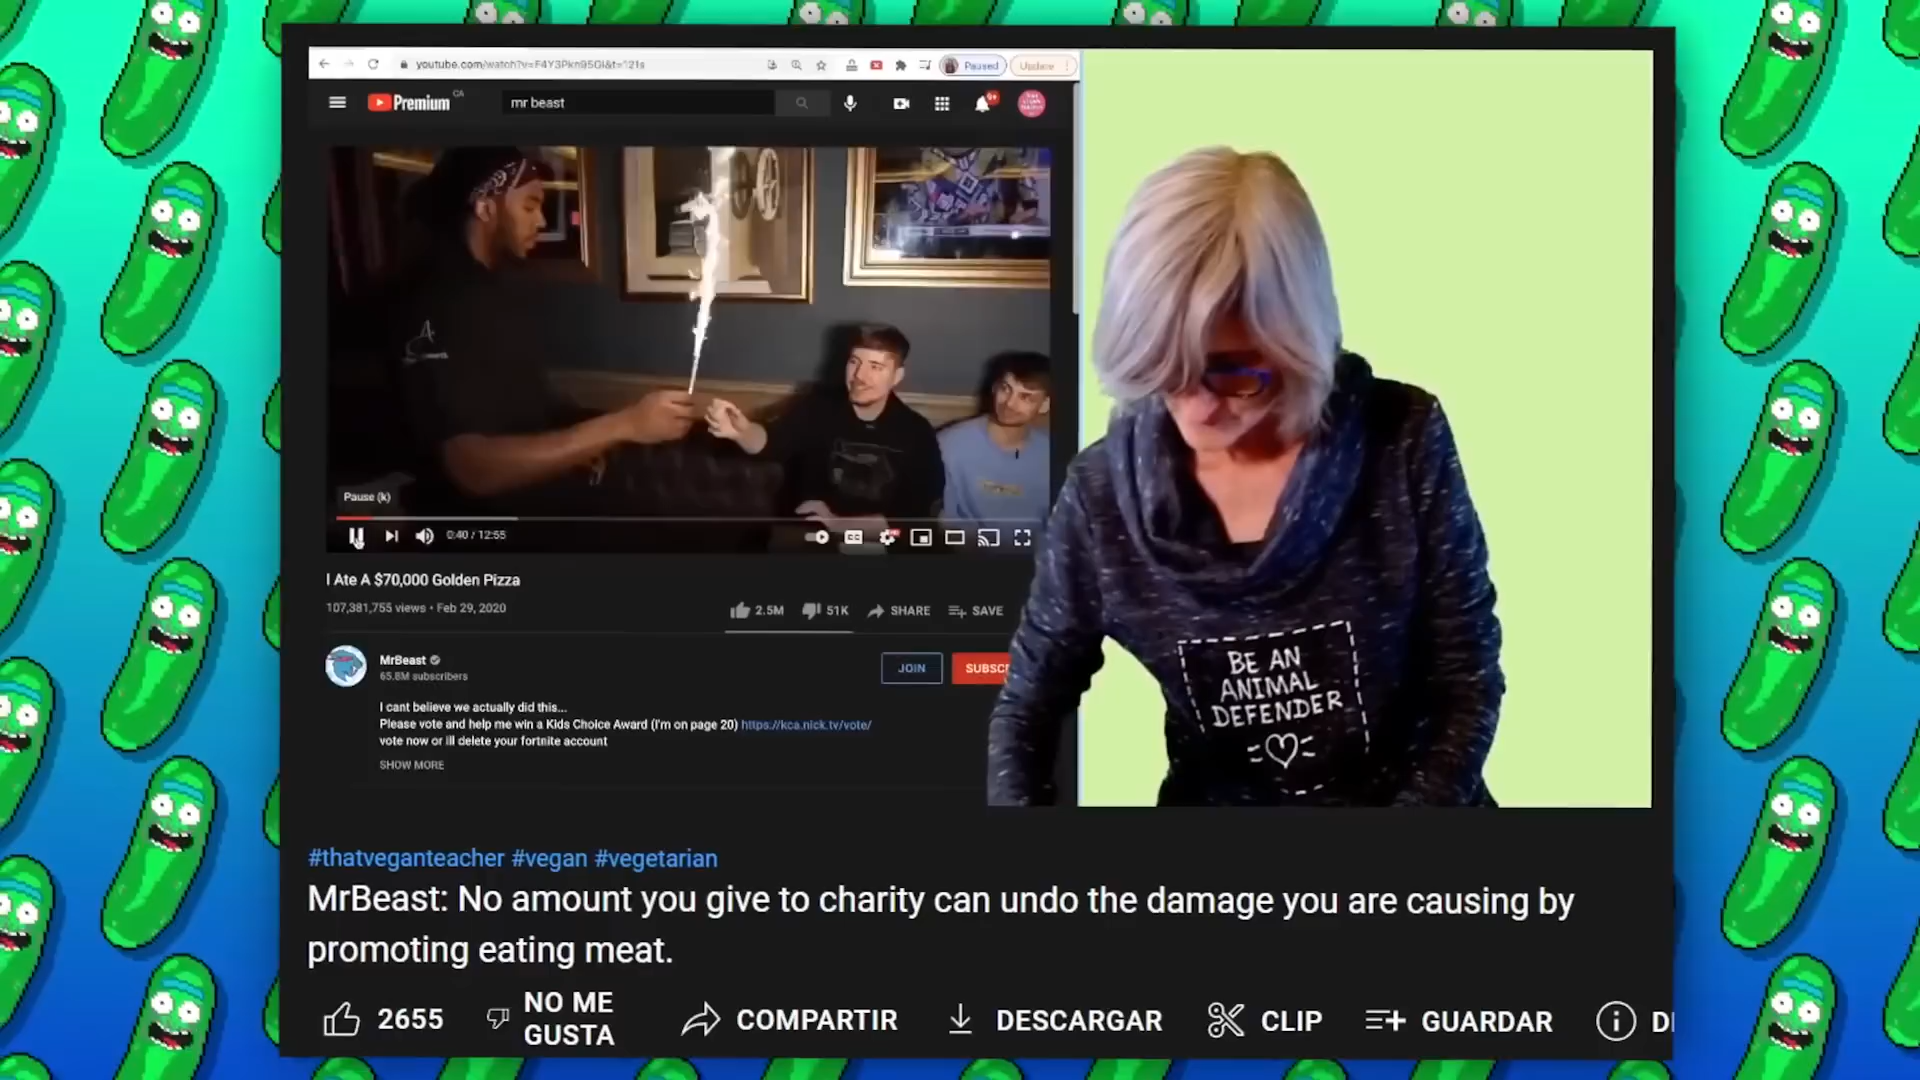 youtube.com/watch?v=F4Y3Pkn95GI&t=121s
Paused
Update
Premium CA
mr beast
9+
Pause (k)
0:40 / 12:55
CC
I Ate A $70,000 Golden Pizza
107,381,755 views • Feb 29, 2020
2.5M
51K
SHARE
SAVE
MrBeast
65.8M subscribers
JOIN
SUBSC
I cant believe we actually did this...
Please vote and help me win a Kids Choice Award (I'm on page 20) https://kca.nick.tv/vote/
vote now or ill delete your fortnite account
SHOW MORE
BE AN
ANIMAL
DEFENDER
#thatveganteacher #vegan #vegetarian
MrBeast: No amount you give to charity can undo the damage you are causing by
promoting eating meat.
2655
NO ME
GUSTA
COMPARTIR
DESCARGAR
CLIP
GUARDAR